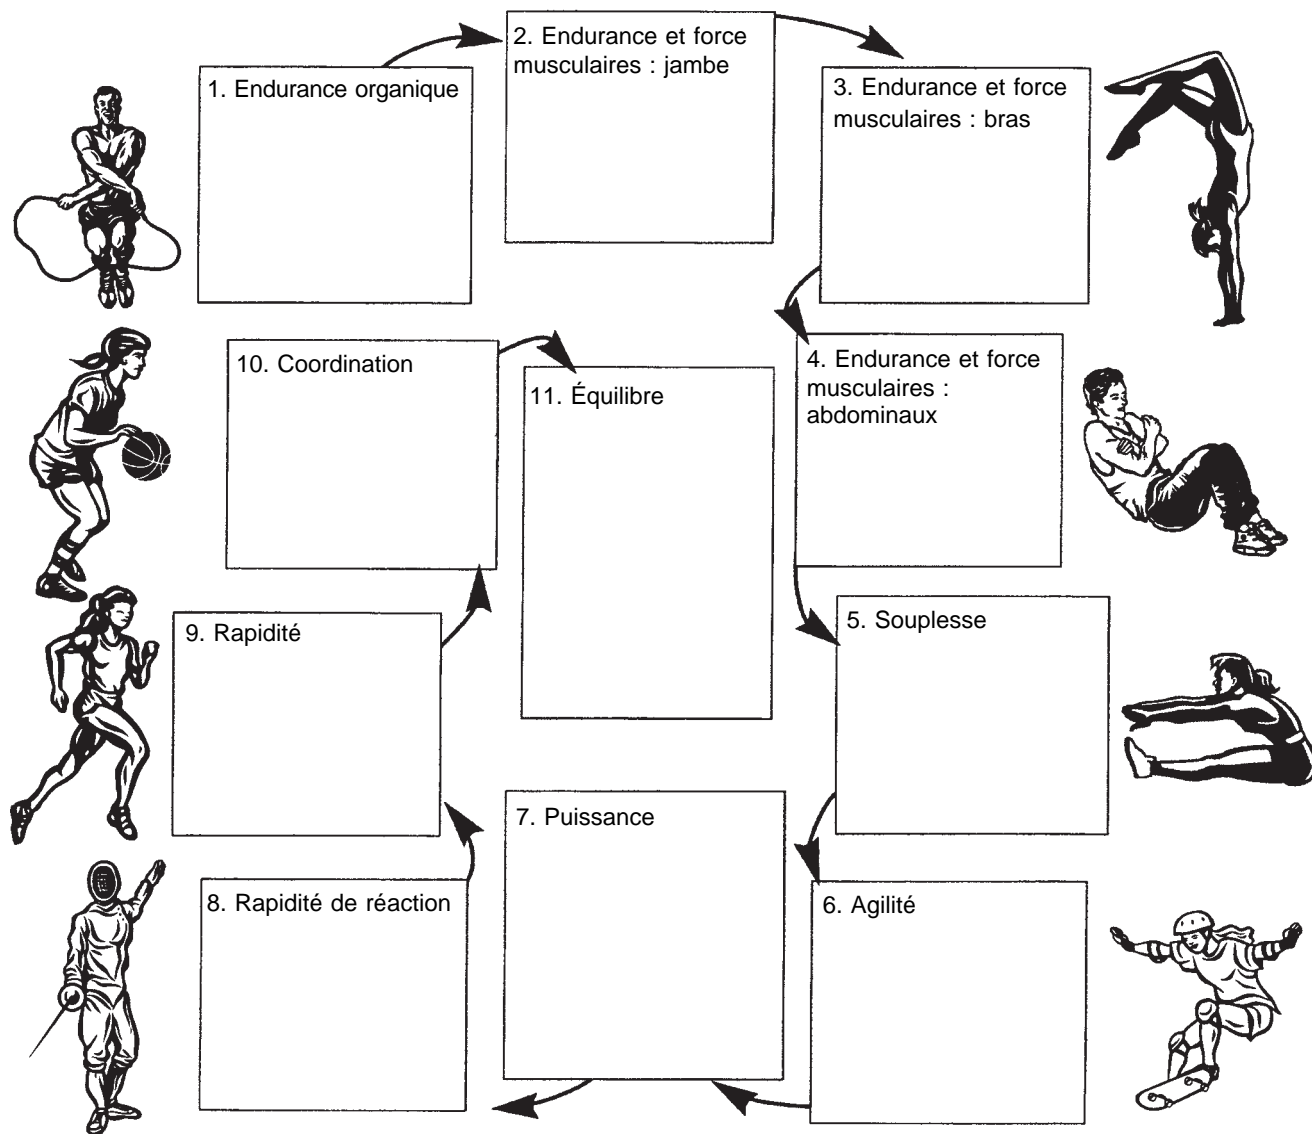 1. Endurance organique
2. Endurance et force
musculaires : jambe
3. Endurance et force
musculaires : bras
4. Endurance et force
musculaires :
abdominaux
5. Souplesse
6. Agilité
7. Puissance
8. Rapidité de réaction
9. Rapidité
10. Coordination
11. Équilibre